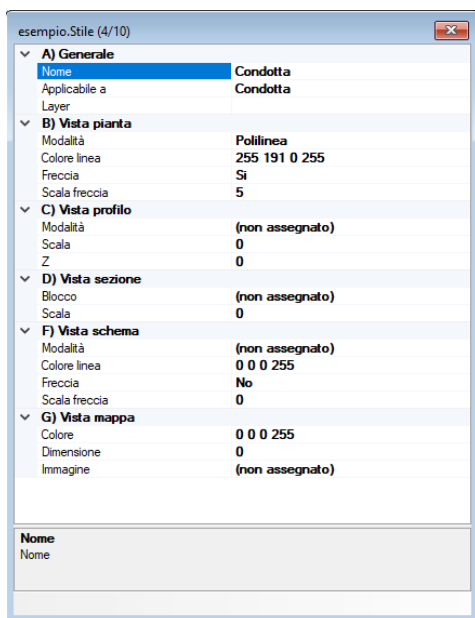 esempio.Stile (4/10)
A) Generale
Nome Condotta
Applicabile a Condotta
Layer
B) Vista pianta
Modalità Polilinea
Colore linea 255 191 0 255
Freccia Si
Scala freccia 5
C) Vista profilo
Modalità (non assegnato)
Scala 0
Z 0
D) Vista sezione
Blocco (non assegnato)
Scala 0
F) Vista schema
Modalità (non assegnato)
Colore linea 0 0 0 255
Freccia No
Scala freccia 0
G) Vista mappa
Colore 0 0 0 255
Dimensione 0
Immagine (non assegnato)
Nome
Nome